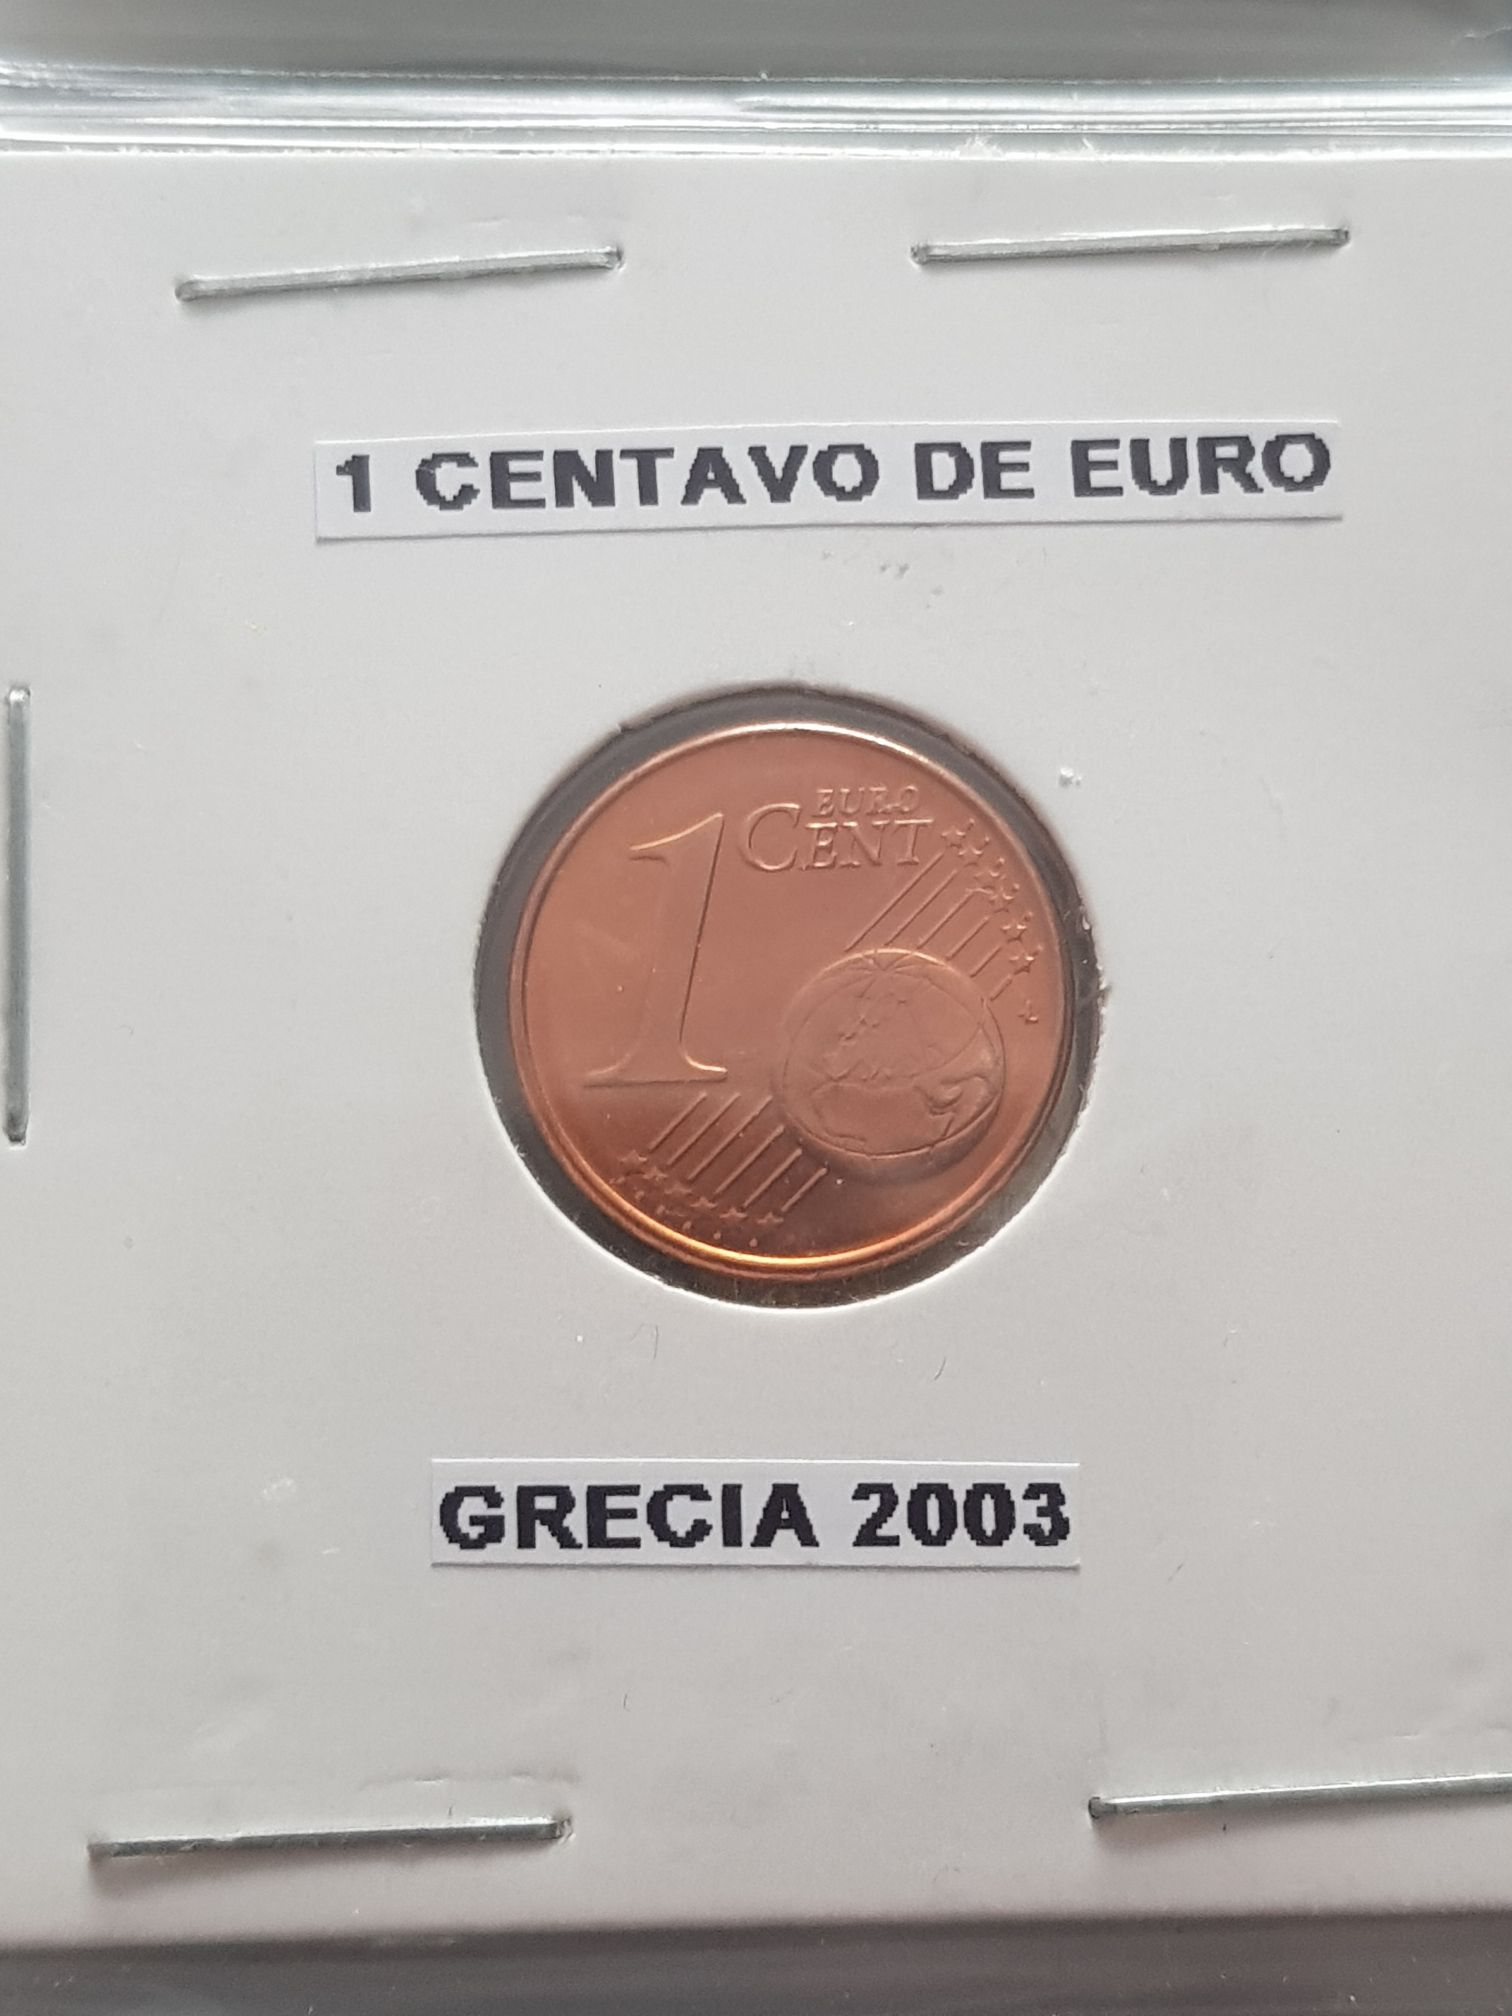 1 CENTAVO DE EURO
1 EURO
CENT
GRECIA 2003